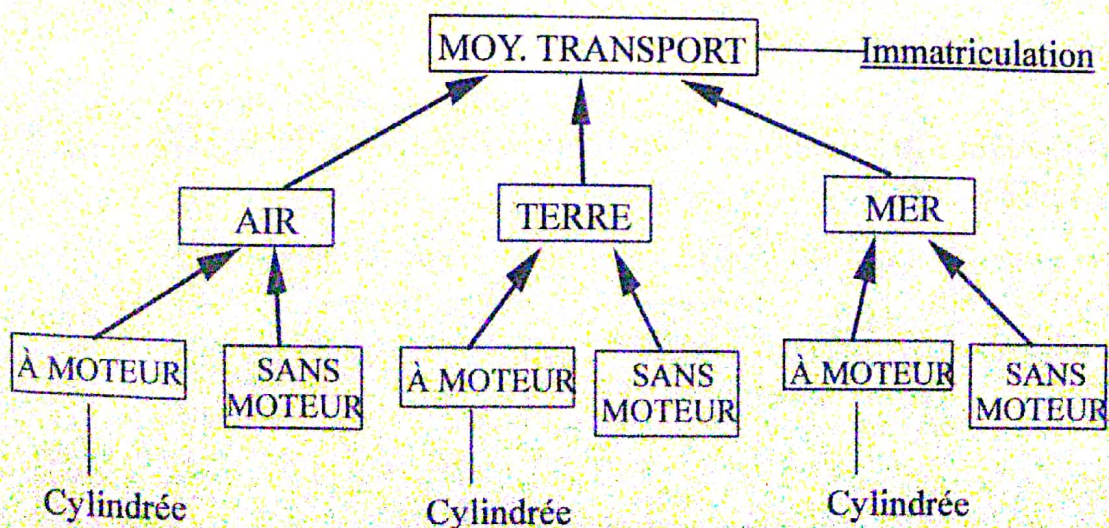 MOY. TRANSPORT
Immatriculation
AIR
TERRE
MER
À MOTEUR
SANS
MOTEUR
À MOTEUR
SANS
MOTEUR
À MOTEUR
SANS
MOTEUR
Cylindrée
Cylindrée
Cylindrée